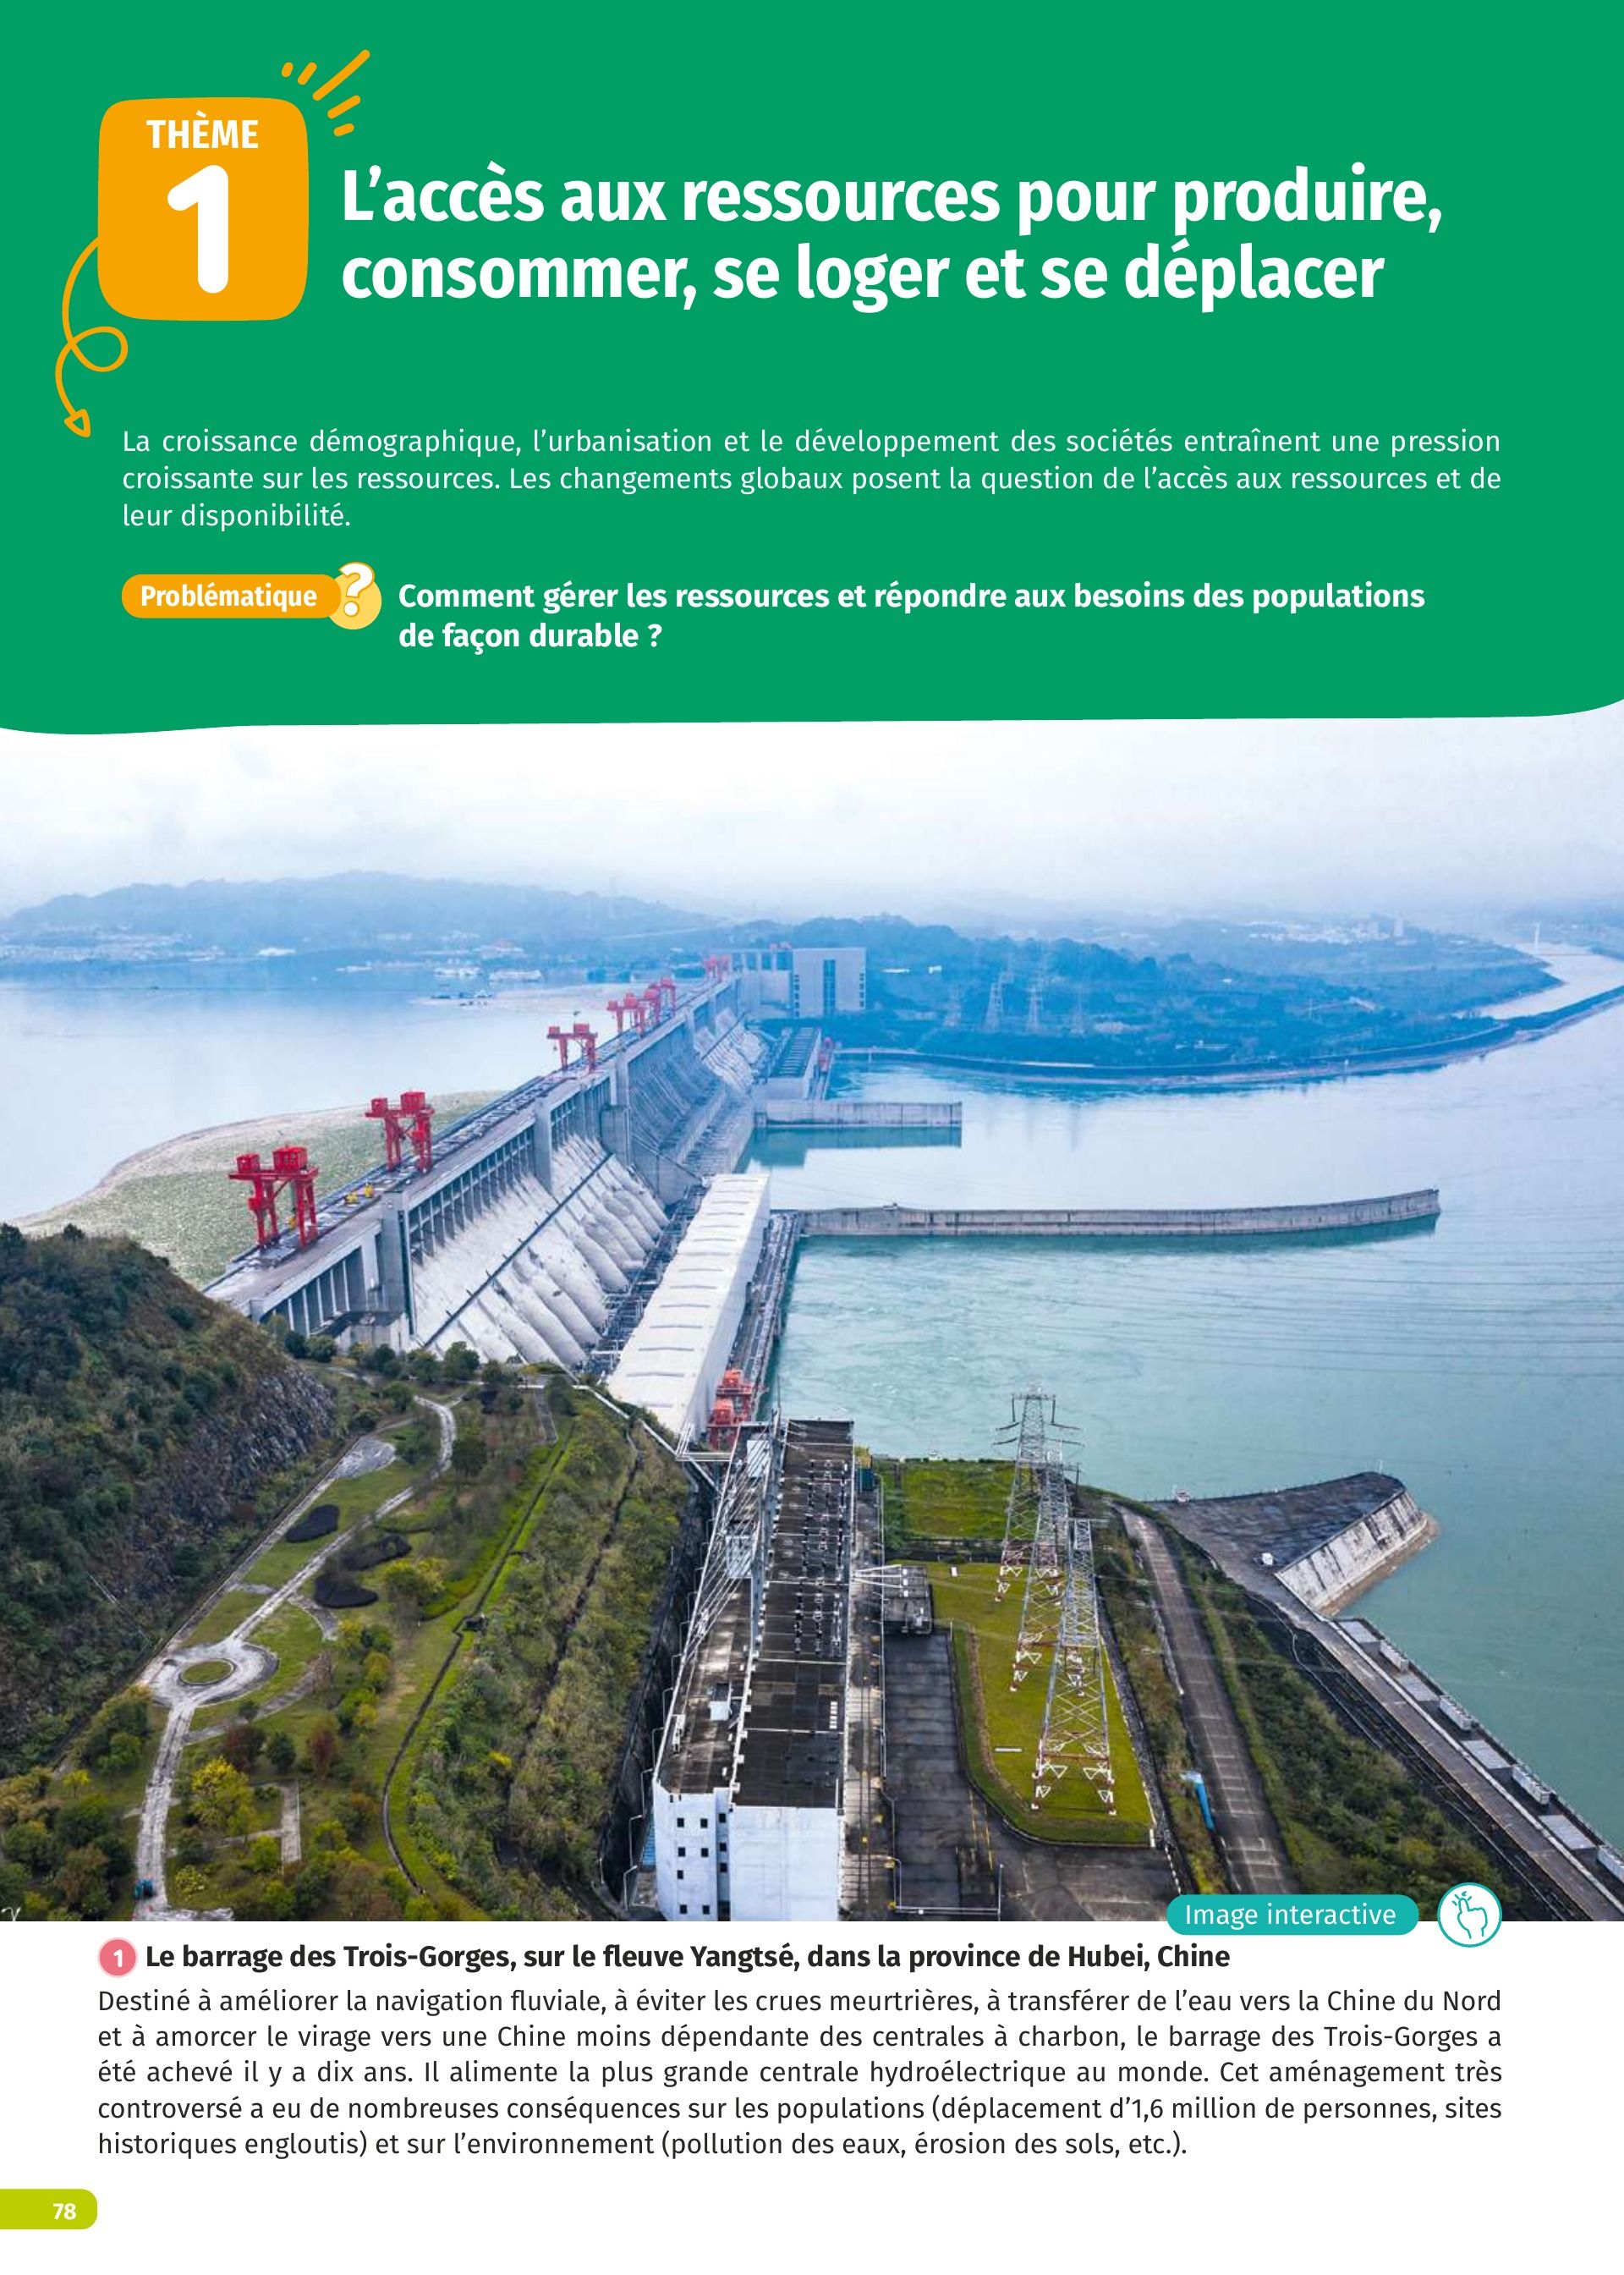 THÈME
1
L’accès aux ressources pour produire,
consommer, se loger et se déplacer
La croissance démographique, l’urbanisation et le développement des sociétés entraînent une pression
croissante sur les ressources. Les changements globaux posent la question de l’accès aux ressources et de
leur disponibilité.
Problématique ?
Comment gérer les ressources et répondre aux besoins des populations
de façon durable ?
Image interactive
1 Le barrage des Trois-Gorges, sur le fleuve Yangtsé, dans la province de Hubei, Chine
Destiné à améliorer la navigation fluviale, à éviter les crues meurtrières, à transférer de l’eau vers la Chine du Nord
et à amorcer le virage vers une Chine moins dépendante des centrales à charbon, le barrage des Trois-Gorges a
été achevé il y a dix ans. Il alimente la plus grande centrale hydroélectrique au monde. Cet aménagement très
controversé a eu de nombreuses conséquences sur les populations (déplacement d’1,6 million de personnes, sites
historiques engloutis) et sur l’environnement (pollution des eaux, érosion des sols, etc.).
78